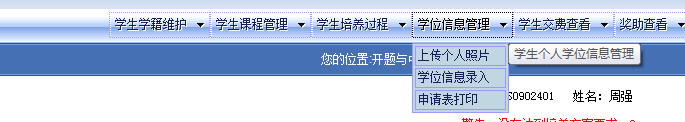 学生学籍维护 学生课程管理 学生培养过程 学位信息管理 学生交费查看 奖助查看
您的位置:开题与
上传个人照片 学生个人学位信息管理
学位信息录入
S0902401 姓名：周强
申请表打印